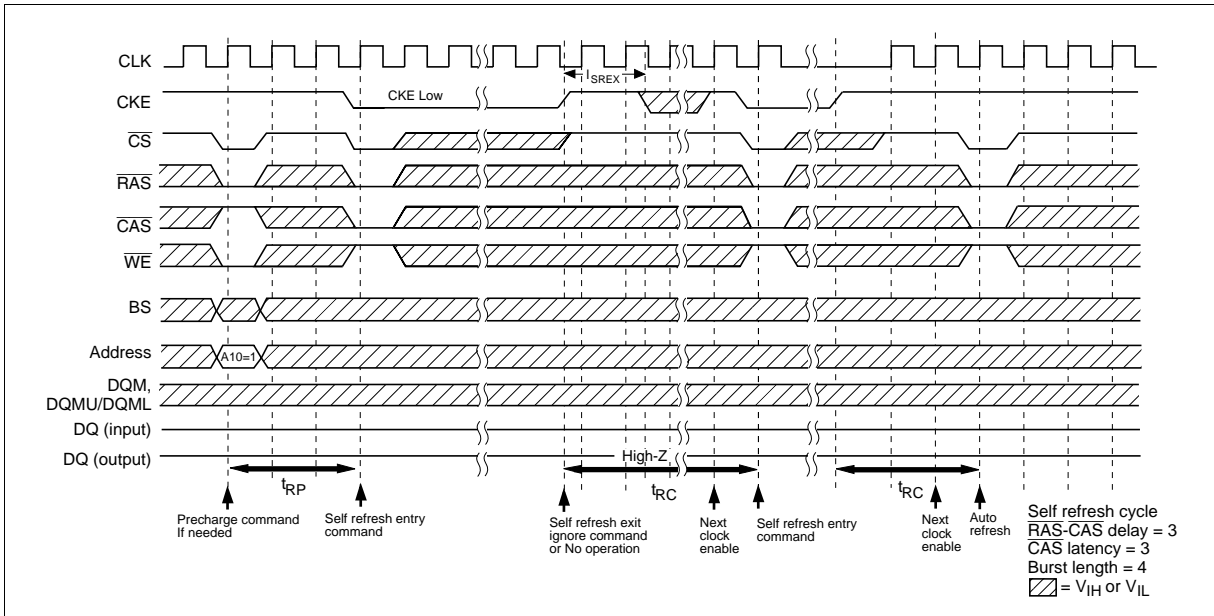 CLK
lSREX
CKE
CKE Low
CS
RAS
CAS
WE
BS
Address
A10=1
DQM,
DQMU/DQML
DQ (input)
DQ (output)
High-Z
tRP
tRC
tRC
Precharge command
If needed
Self refresh entry
command
Self refresh exit
ignore command
or No operation
Next
clock
enable
Self refresh entry
command
Next
clock
enable
Auto
refresh
Self refresh cycle
RAS-CAS delay = 3
CAS latency = 3
Burst length = 4
= VIH or VIL